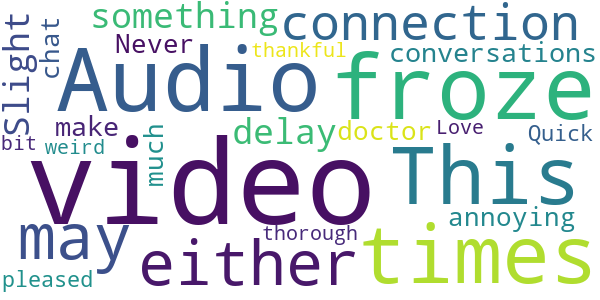 something
connection
Slight
chat
Never
thankful
conversations
Audio
froze
make
delay
doctor
Love
Quick
bit
weird
much
video
This
annoying
may
either
thorough
times
pleased